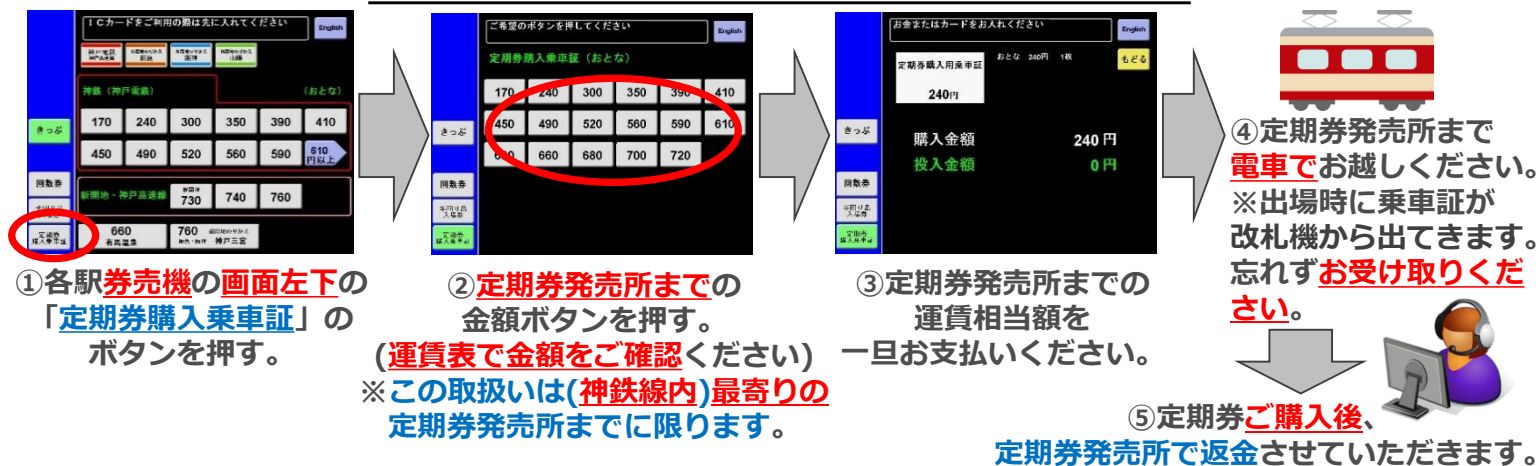 ICカードをご利用の際は先に入れてください
English
神戸電鉄
神鉄（神戸電鉄）
（おとな）
きっぷ
170 240 300 350 390 410
450 490 520 560 590 610円以上
回数券
新開地・神戸高速線
新開地 730 740 760
定期券
購入乗車証
660 有馬温泉
760 神戸三宮
①各駅券売機の画面左下の
「定期券購入乗車証」の
ボタンを押す。
ご希望のボタンを押してください
English
定期券購入乗車証（おとな）
170 240 300 350 390 410
きっぷ
450 490 520 560 590 610
660 680 700 720
回数券
定期券
購入乗車証
②定期券発売所までの
金額ボタンを押す。
(運賃表で金額をご確認ください)
※この取扱いは(神鉄線内)最寄りの
定期券発売所までに限ります。
お金またはカードをお入れください
English
定期券購入用乗車証
240円
おとな 240円 1枚
もどる
きっぷ
購入金額 240円
投入金額 0円
回数券
定期券
購入乗車証
③定期券発売所までの
運賃相当額を
一旦お支払いください。
④定期券発売所まで
電車でお越しください。
※出場時に乗車証が
改札機から出てきます。
忘れずお受け取りくだ
さい。
⑤定期券ご購入後、
定期券発売所で返金させていただきます。